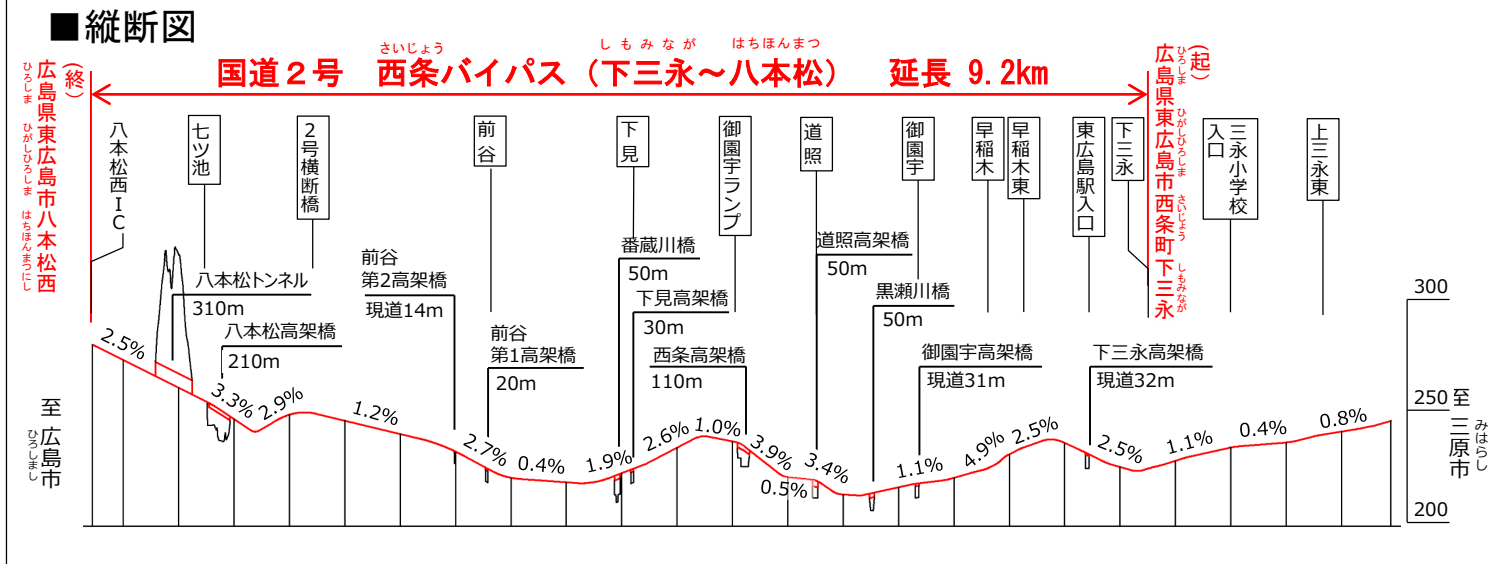 ■縦断図
さいじょう しもみなが はちほんまつ
国道２号 西条バイパス（下三永～八本松） 延長 9.2km
(終)
広島県東広島市八本松西
ひろしま ひがしひろしま はちほんまつにし
(起)
広島県東広島市西条町下三永
ひろしま ひがしひろしま さいじょう しもみなが
八本松西IC
七ツ池
２号横断橋
前谷
下見
御園宇ランプ
道照
御園宇
早稲木
早稲木東
東広島駅入口
下三永
三永小学校入口
上三永東
八本松トンネル
310m
八本松高架橋
210m
前谷
第2高架橋
現道14m
前谷
第1高架橋
20m
番蔵川橋
50m
下見高架橋
30m
西条高架橋
110m
道照高架橋
50m
黒瀬川橋
50m
御園宇高架橋
現道31m
下三永高架橋
現道32m
2.5%
3.3%
2.9%
1.2%
2.7%
0.4%
1.9%
2.6%
1.0%
3.9%
0.5%
3.4%
1.1%
4.9%
2.5%
2.5%
1.1%
0.4%
0.8%
至 広島市
ひろしまし
300
250
200
至 三原市
みはらし